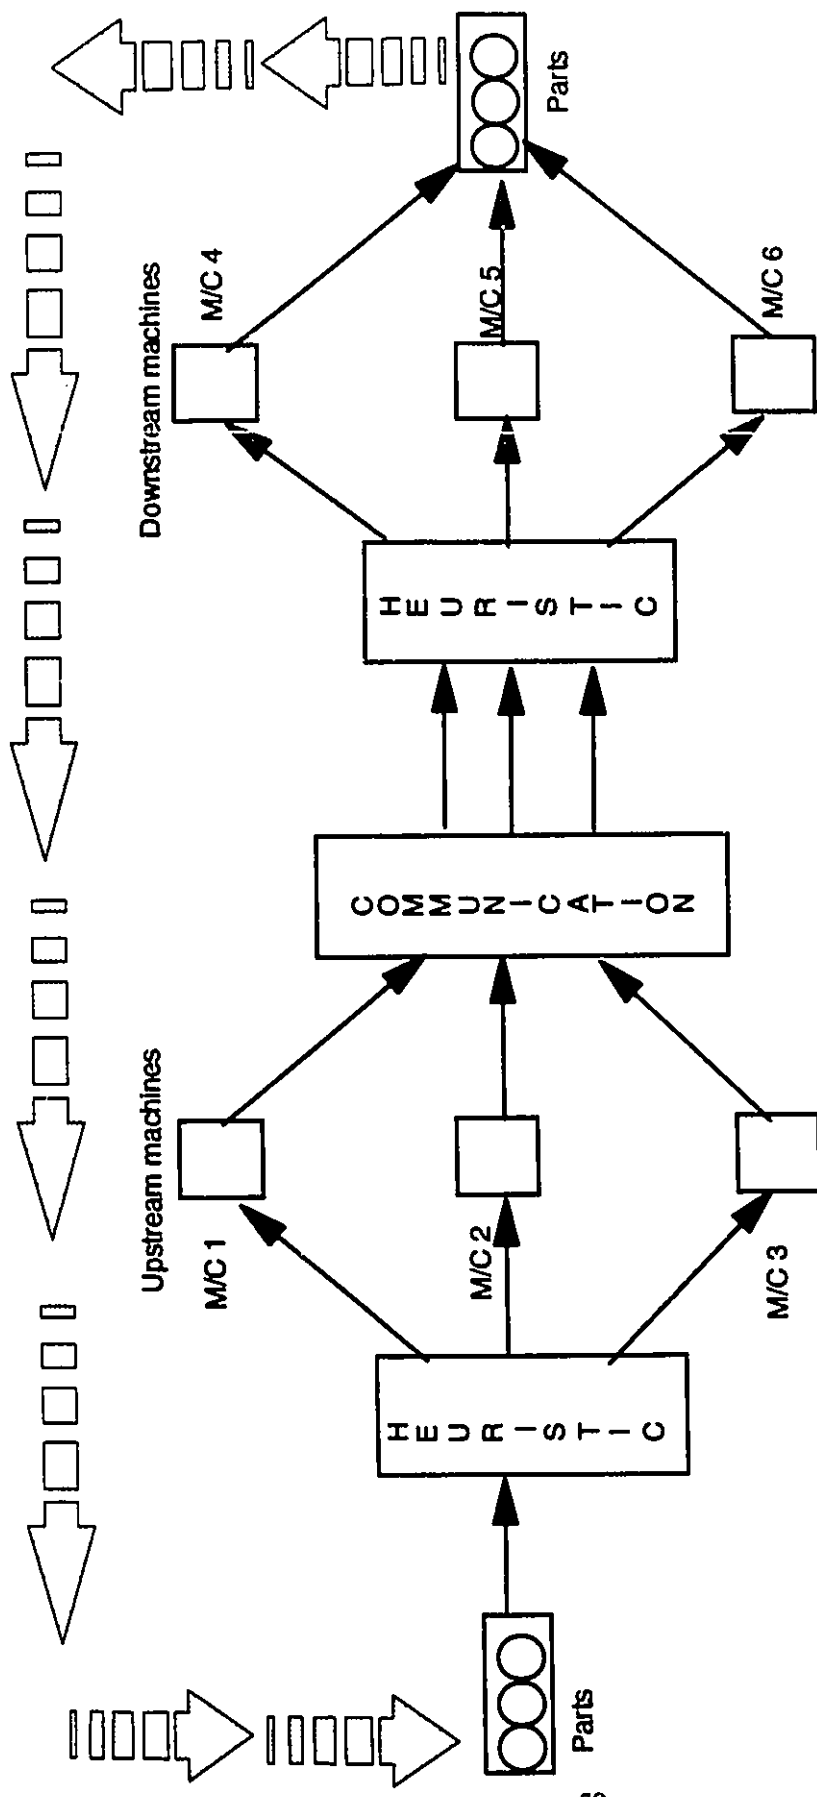 Upstream machines
Downstream machines
M/C 1
M/C 4
HEURISTIC
COMMUNICATION
HEURISTIC
M/C 2
M/C 5
Parts
Parts
M/C 3
M/C 6